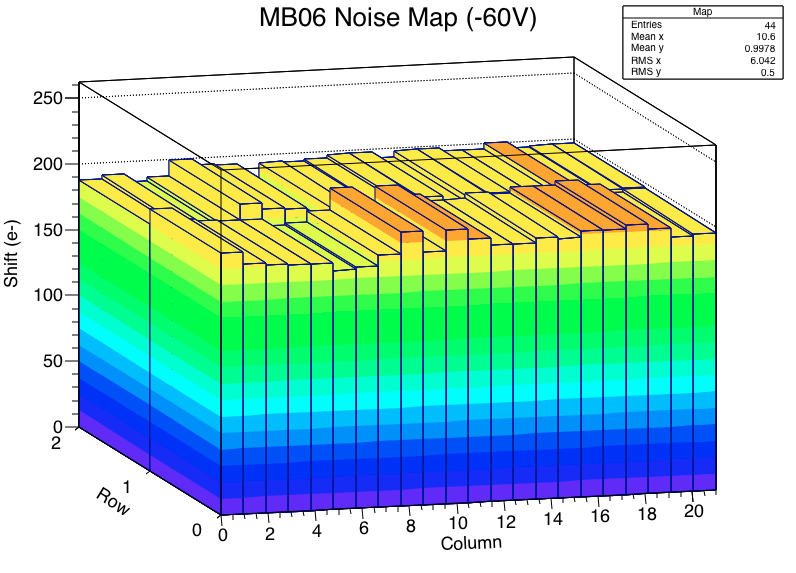 MB06 Noise Map (-60V)
Map
Entries 44
Mean x 10.6
Mean y 0.9978
RMS x 6.042
RMS y 0.5
Shift (e-)
250
200
150
100
50
0
2
1
0
Row
0 2 4 6 8 10 12 14 16 18 20
Column